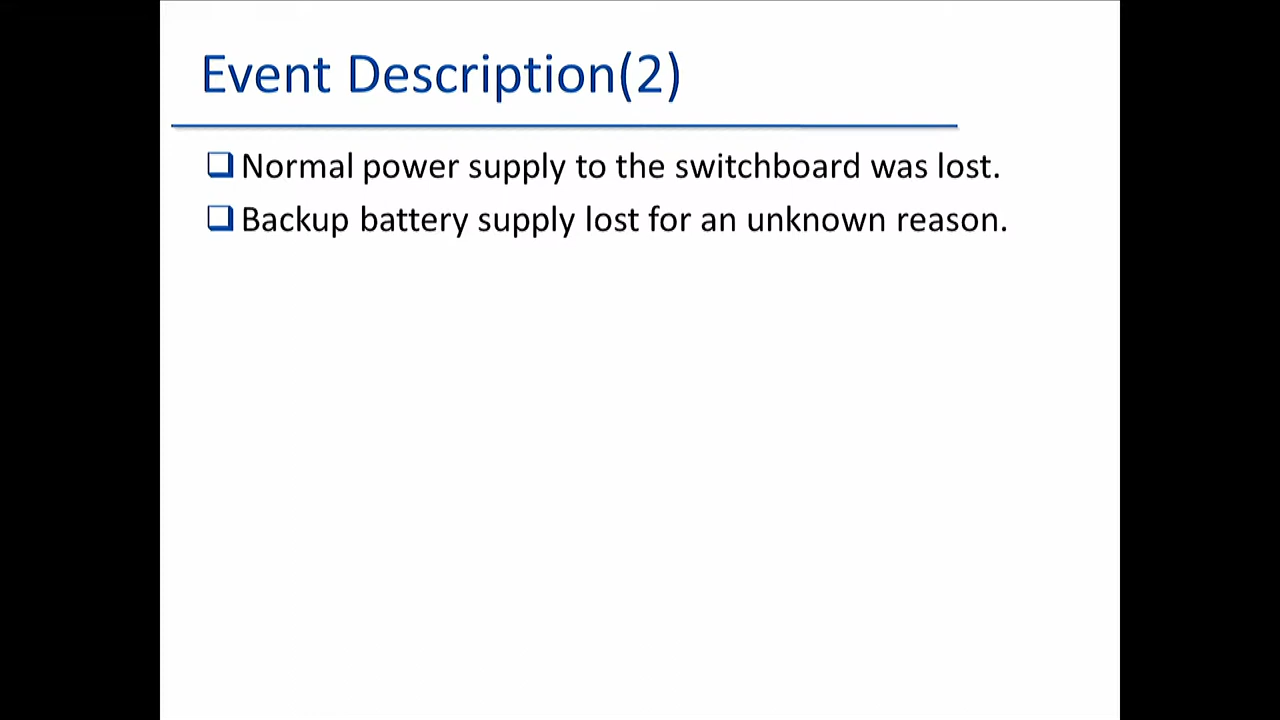 Event Description(2)
Normal power supply to the switchboard was lost.
Backup battery supply lost for an unknown reason.